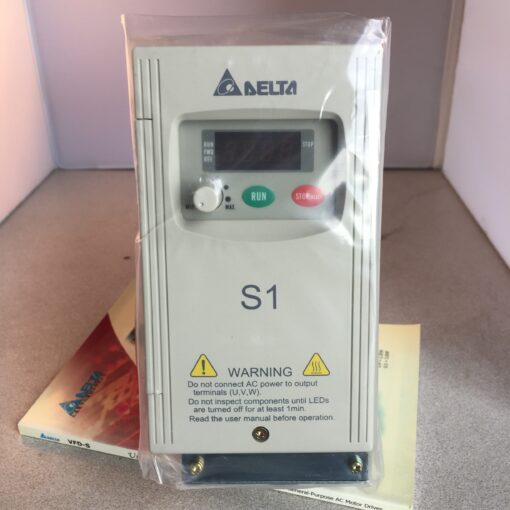 DELTA
RUN
FWD
REV
STOP
MIN.
MAX.
RUN
STOP/RESET
S1
WARNING
Do not connect AC power to output
terminals (U,V,W).
Do not inspect components until LEDs
are turned off for at least 1min.
Read the user manual before operation.
DELTA
DELTA
VFD-S
General-Purpose AC Motor Drives